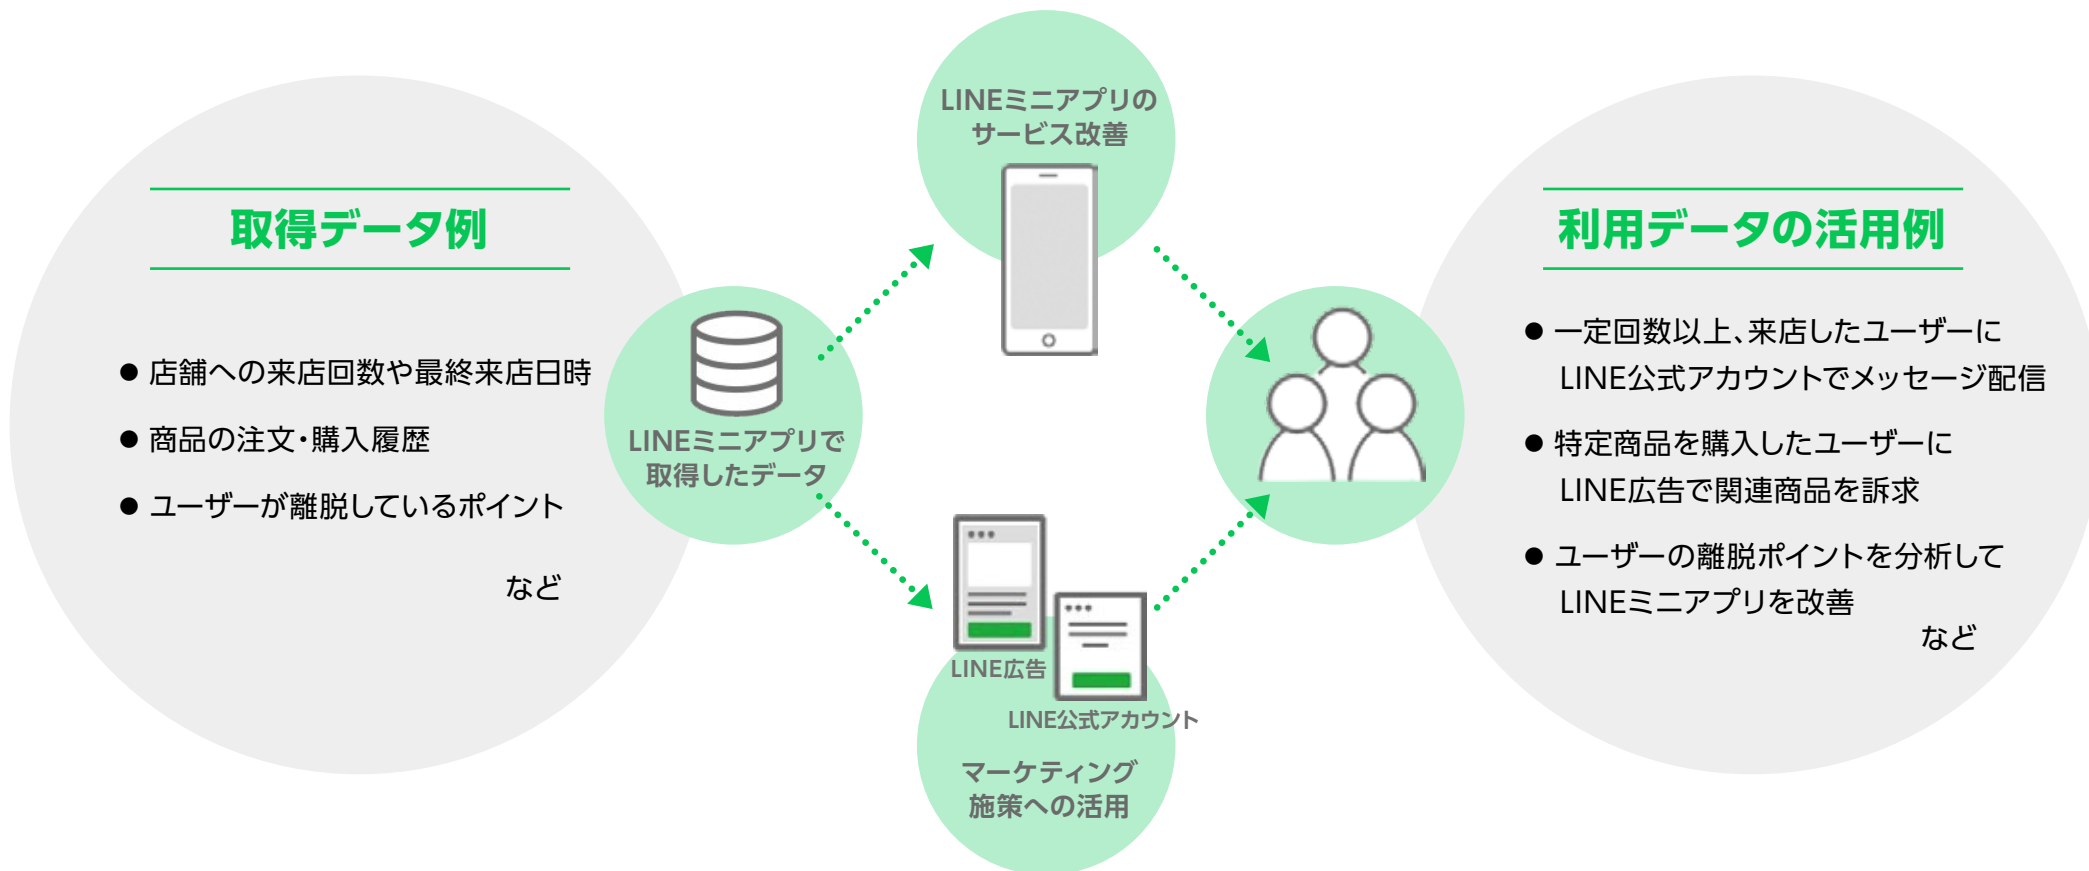 取得データ例
● 店舗への来店回数や最終来店日時
● 商品の注文・購入履歴
● ユーザーが離脱しているポイント
など
LINEミニアプリで
取得したデータ
LINEミニアプリの
サービス改善
LINE広告
LINE公式アカウント
マーケティング
施策への活用
利用データの活用例
● 一定回数以上、来店したユーザーに
LINE公式アカウントでメッセージ配信
● 特定商品を購入したユーザーに
LINE広告で関連商品を訴求
● ユーザーの離脱ポイントを分析して
LINEミニアプリを改善
など